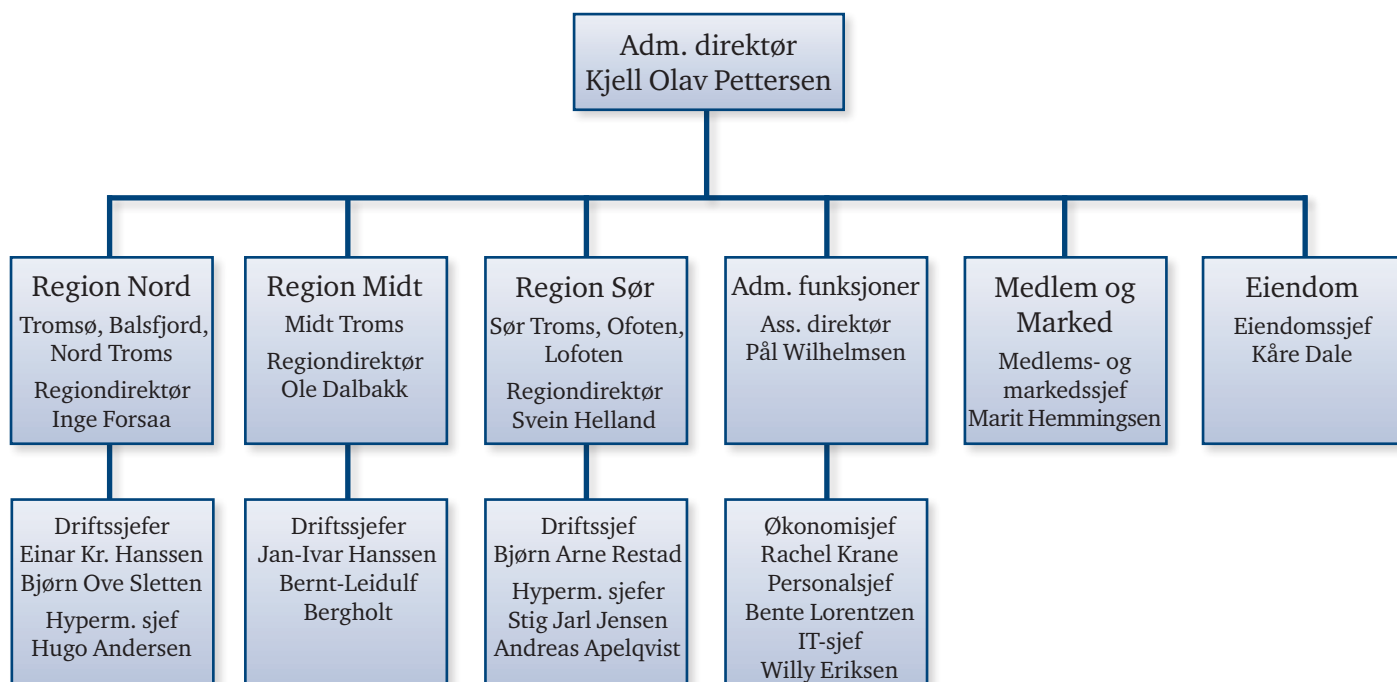 Adm. direktør
Kjell Olav Pettersen
Region Nord
Tromsø, Balsfjord,
Nord Troms
Regiondirektør
Inge Forsaa
Region Midt
Midt Troms
Regiondirektør
Ole Dalbakk
Region Sør
Sør Troms, Ofoten,
Lofoten
Regiondirektør
Svein Helland
Adm. funksjoner
Ass. direktør
Pål Wilhelmsen
Medlem og
Marked
Medlems- og
markedssjef
Marit Hemmingsen
Eiendom
Eiendomssjef
Kåre Dale
Driftssjefer
Einar Kr. Hanssen
Bjørn Ove Sletten
Hyperm. sjef
Hugo Andersen
Driftssjefer
Jan-Ivar Hanssen
Bernt-Leidulf
Bergholt
Driftssjef
Bjørn Arne Restad
Hyperm. sjefer
Stig Jarl Jensen
Andreas Apelqvist
Økonomisjef
Rachel Krane
Personalsjef
Bente Lorentzen
IT-sjef
Willy Eriksen